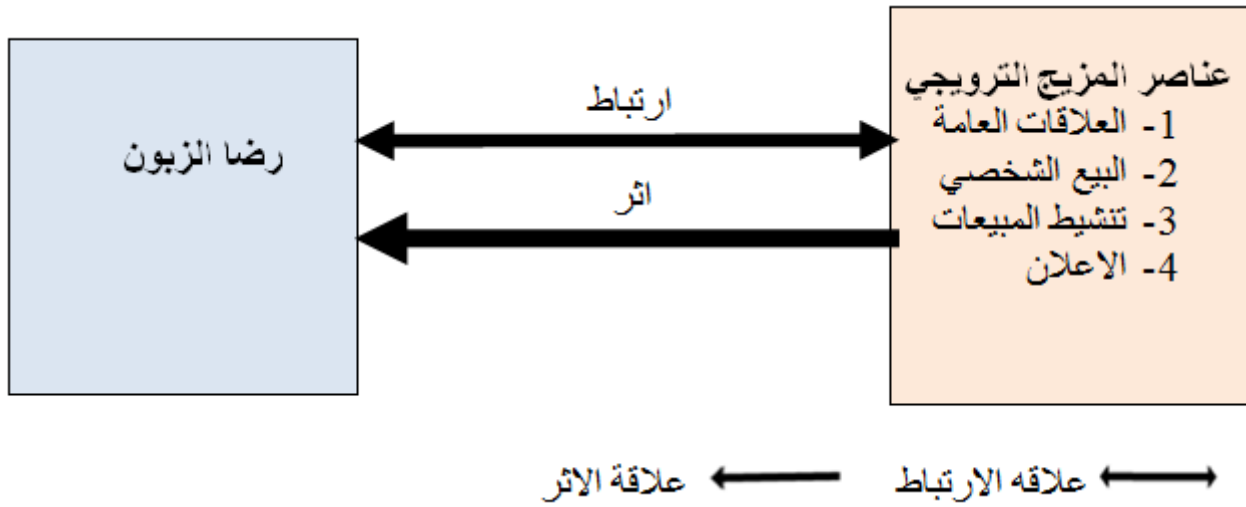 عناصر المزيج الترويجي
1- العلاقات العامة
2- البيع الشخصي
3- تنشيط المبيعات
4- الاعلان
ارتباط
اثر
رضا الزبون
علاقه الارتباط
علاقة الاثر